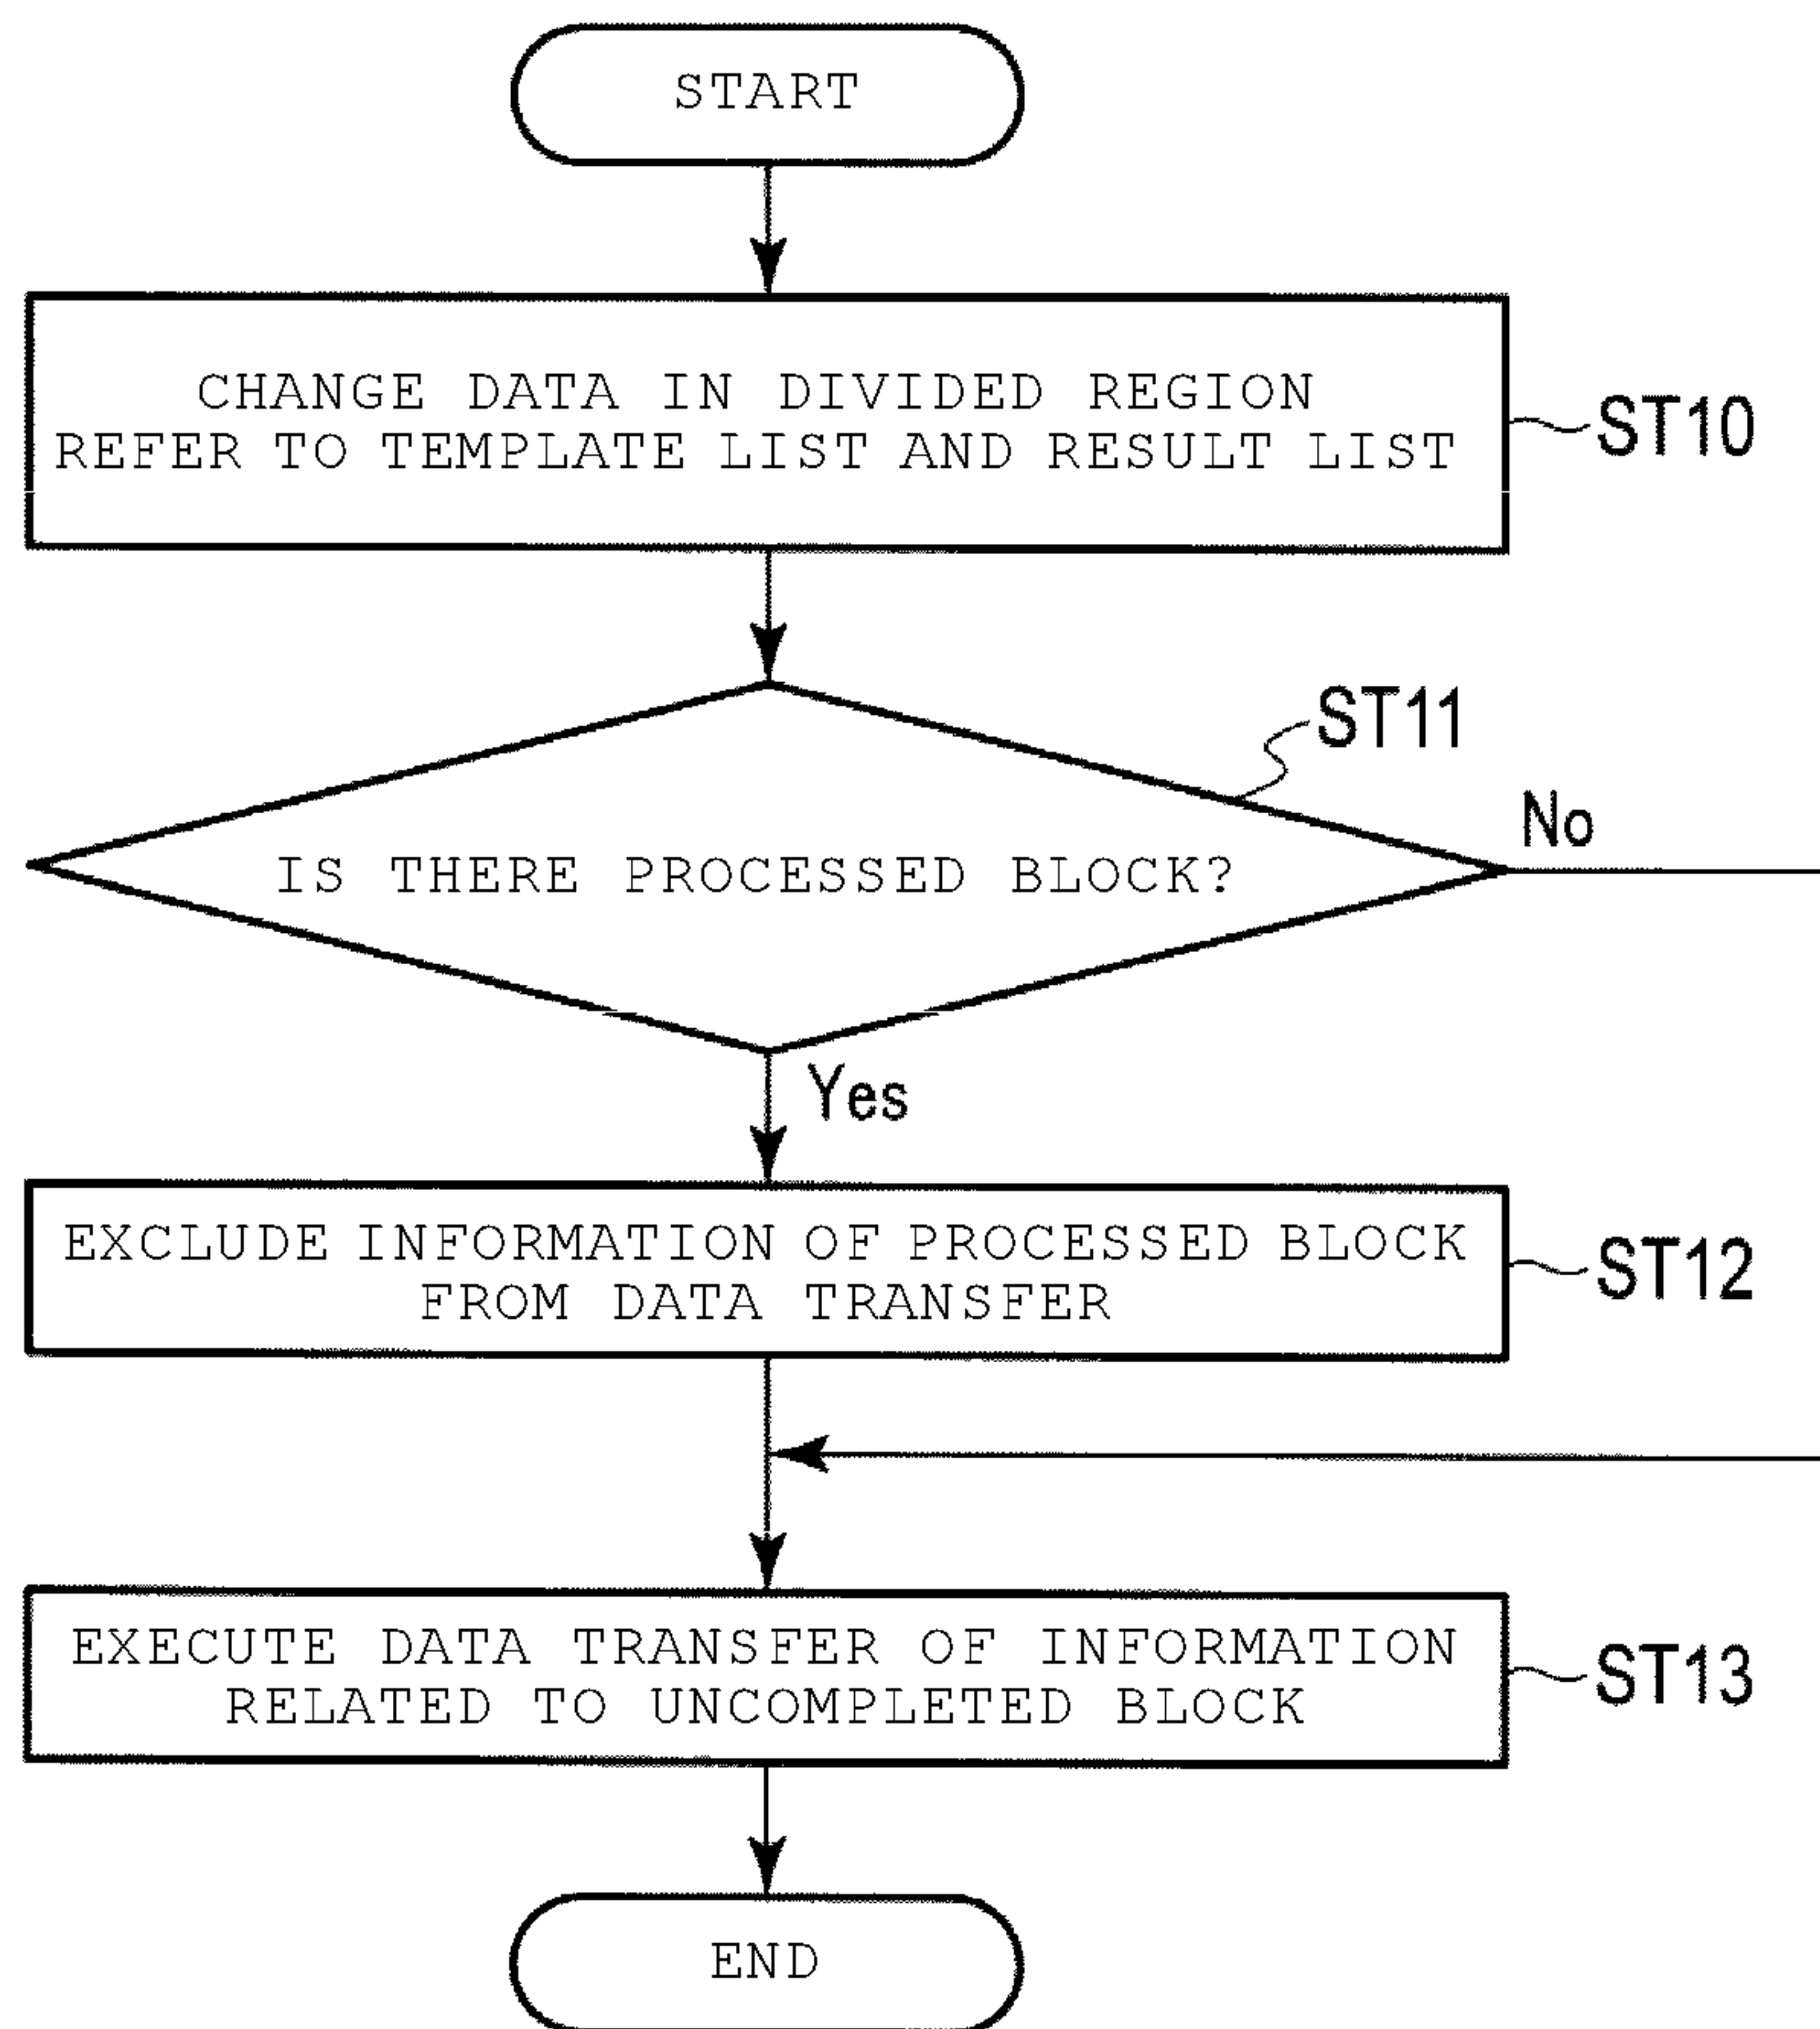 START
CHANGE DATA IN DIVIDED REGION
REFER TO TEMPLATE LIST AND RESULT LIST
ST10
ST11
No
IS THERE PROCESSED BLOCK?
Yes
EXCLUDE INFORMATION OF PROCESSED BLOCK
FROM DATA TRANSFER
ST12
EXECUTE DATA TRANSFER OF INFORMATION
RELATED TO UNCOMPLETED BLOCK
ST13
END